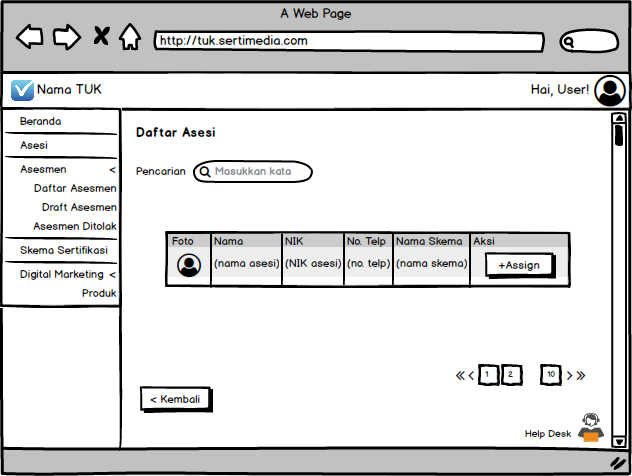 A Web Page
http://tuk.sertimedia.com
Nama TUK
Hai, User!
Beranda
Asesi
Asesmen <
Daftar Asesmen
Draft Asesmen
Asesmen Ditolak
Skema Sertifikasi
Digital Marketing <
Produk
Daftar Asesi
Pencarian Masukkan kata
Foto Nama NIK No. Telp Nama Skema Aksi
(nama asesi) (NIK asesi) (no. telp) (nama skema) +Assign
<< < 1 2 10 > >>
< Kembali
Help Desk